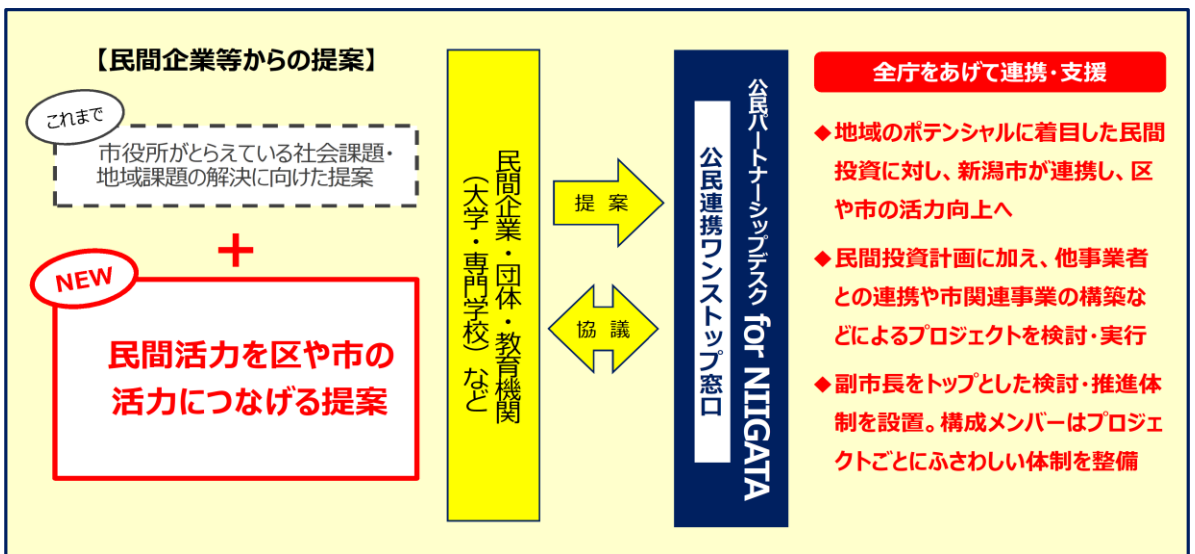 【民間企業等からの提案】
これまで
市役所がとらえている社会課題・
地域課題の解決に向けた提案
＋
NEW
民間活力を区や市の
活力につなげる提案
民間企業・団体・教育機関
（大学・専門学校）など
提 案
協 議
公民パートナーシップデスク for NIIGATA
公民連携ワンストップ窓口
全庁をあげて連携・支援
◆地域のポテンシャルに着目した民間
投資に対し、新潟市が連携し、区
や市の活力向上へ
◆民間投資計画に加え、他事業者
との連携や市関連事業の構築な
どによるプロジェクトを検討・実行
◆副市長をトップとした検討・推進体
制を設置。構成メンバーはプロジェ
クトごとにふさわしい体制を整備